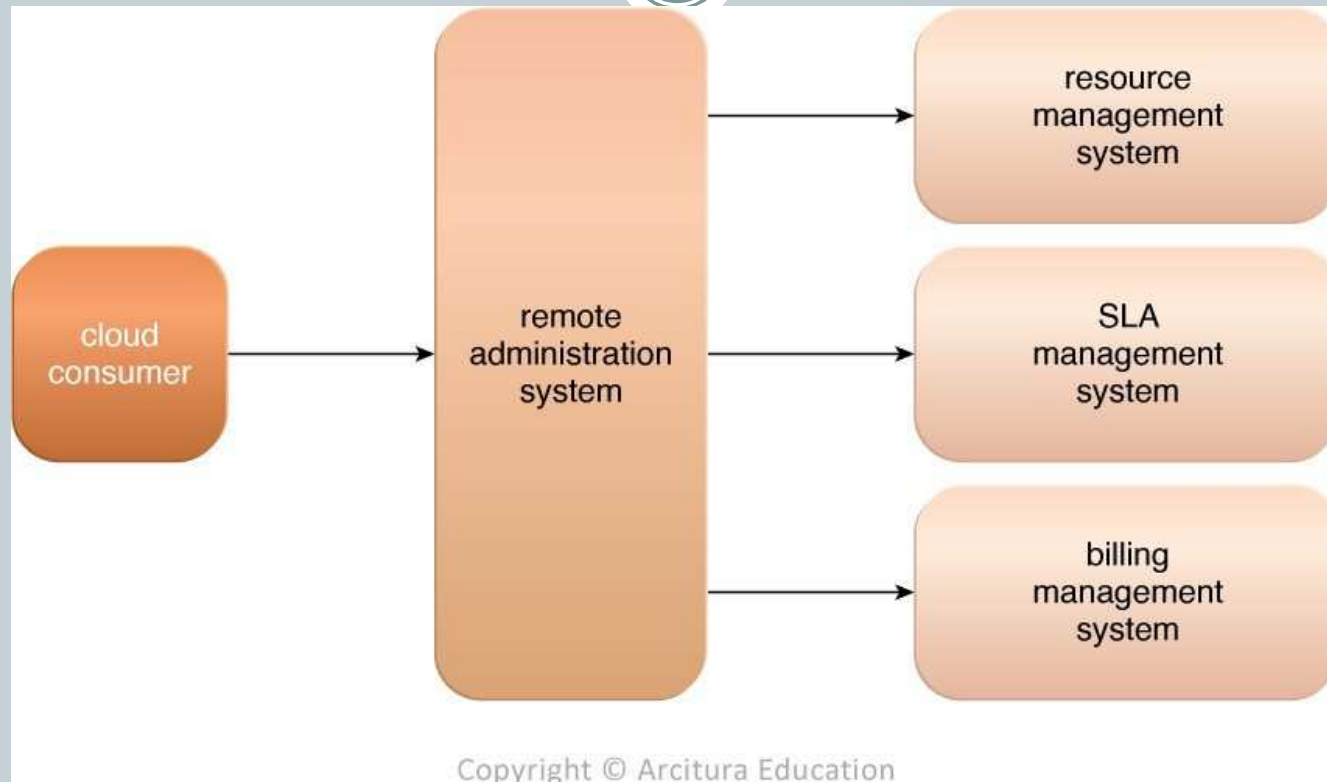 cloud
consumer
remote
administration
system
resource
management
system
SLA
management
system
billing
management
system
Copyright © Arcitura Education